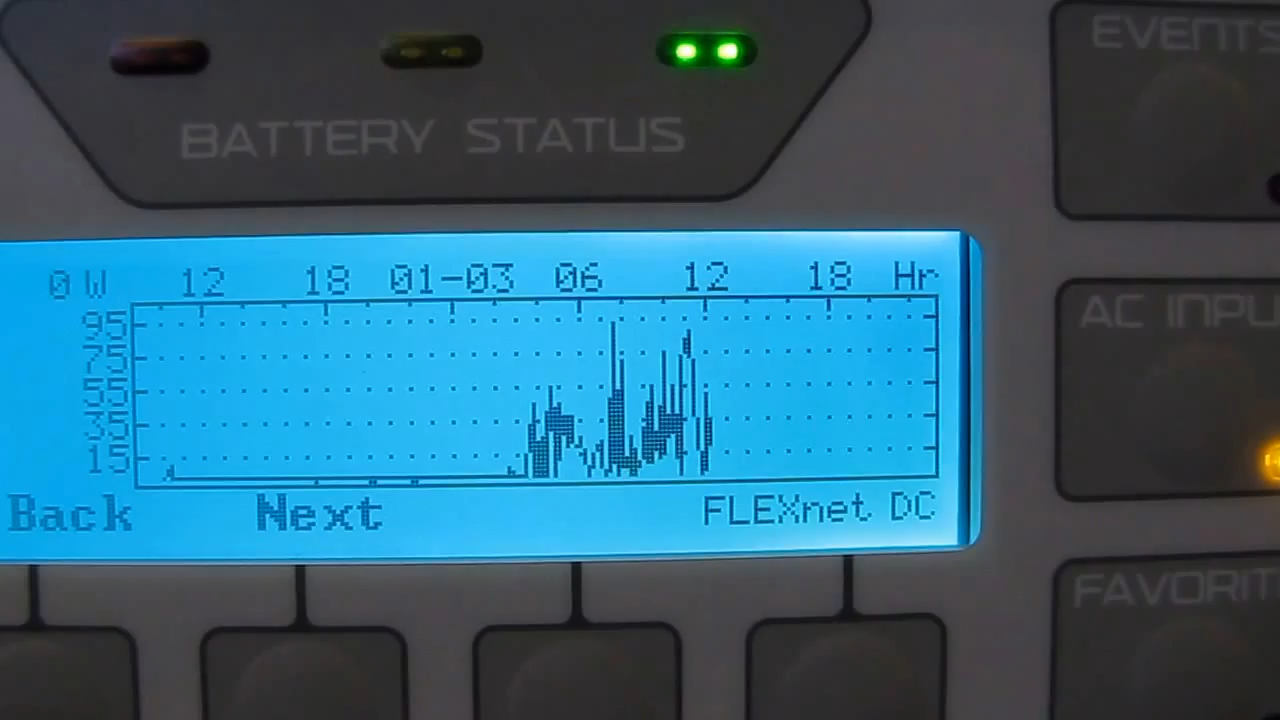 BATTERY STATUS
EVENTS
0 W 12 18 01-03 06 12 18 Hr
95
75
55
35
15
AC INPU
Back Next FLEXnet DC
FAVORIT